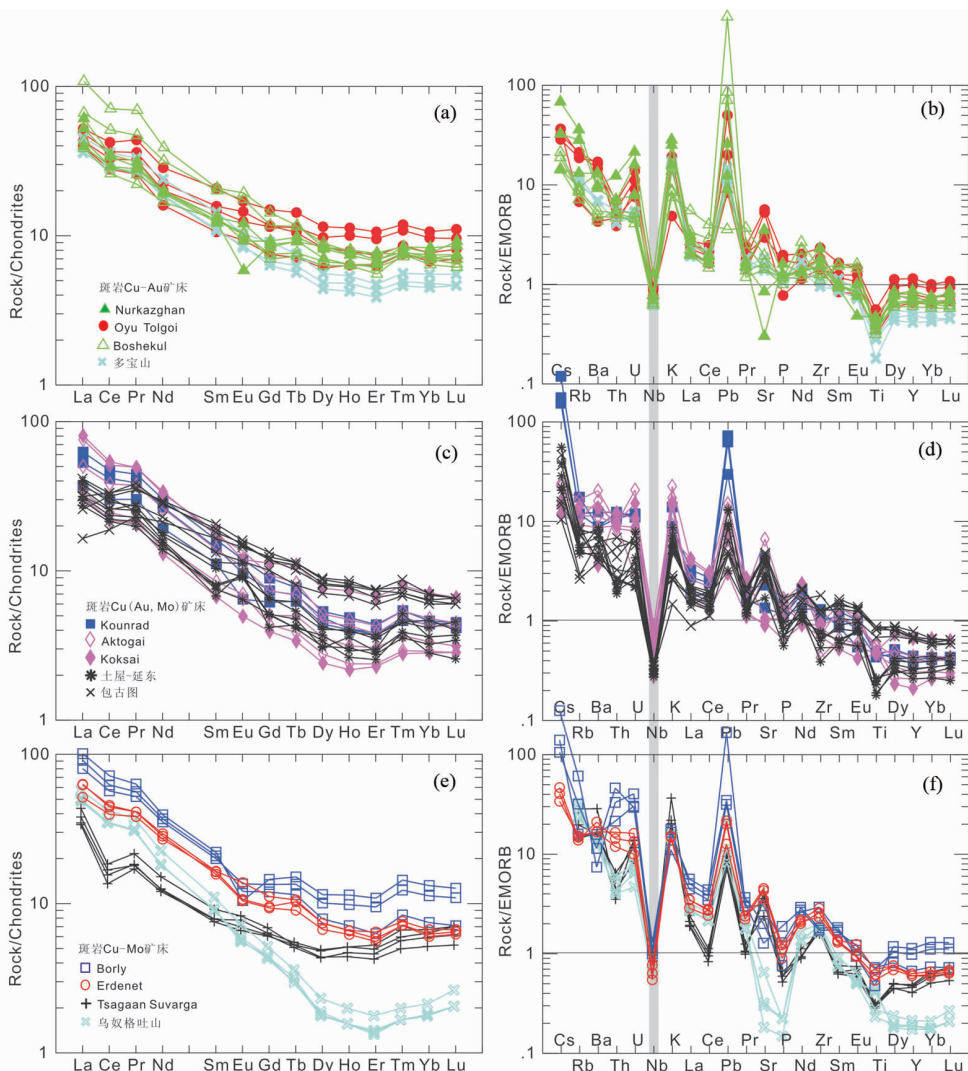 (a)
Rock/Chondrites
100
10
1
斑岩Cu-Au矿床
Nurkazghan
Oyu Tolgoi
Boshekul
多宝山
La Ce Pr Nd Sm Eu Gd Tb Dy Ho Er Tm Yb Lu
(b)
Rock/EMORB
100
10
1
.1
Cs Ba U K Ce Pr P Zr Eu Dy Yb
Rb Th Nb La Pb Sr Nd Sm Ti Y Lu
(c)
Rock/Chondrites
100
10
1
斑岩Cu(Au, Mo)矿床
Kounrad
Aktogai
Koksai
土屋-延东
包古图
La Ce Pr Nd Sm Eu Gd Tb Dy Ho Er Tm Yb Lu
(d)
Rock/EMORB
100
10
1
.1
Cs Ba U K Ce Pr P Zr Eu Dy Yb
Rb Th Nb La Pb Sr Nd Sm Ti Y Lu
(e)
Rock/Chondrites
100
10
1
斑岩Cu-Mo矿床
Borly
Erdenet
Tsagaan Suvarga
乌奴格吐山
La Ce Pr Nd Sm Eu Gd Tb Dy Ho Er Tm Yb Lu
(f)
Rock/EMORB
100
10
1
.1
Cs Ba U K Ce Pr P Zr Eu Dy Yb
Rb Th Nb La Pb Sr Nd Sm Ti Y Lu